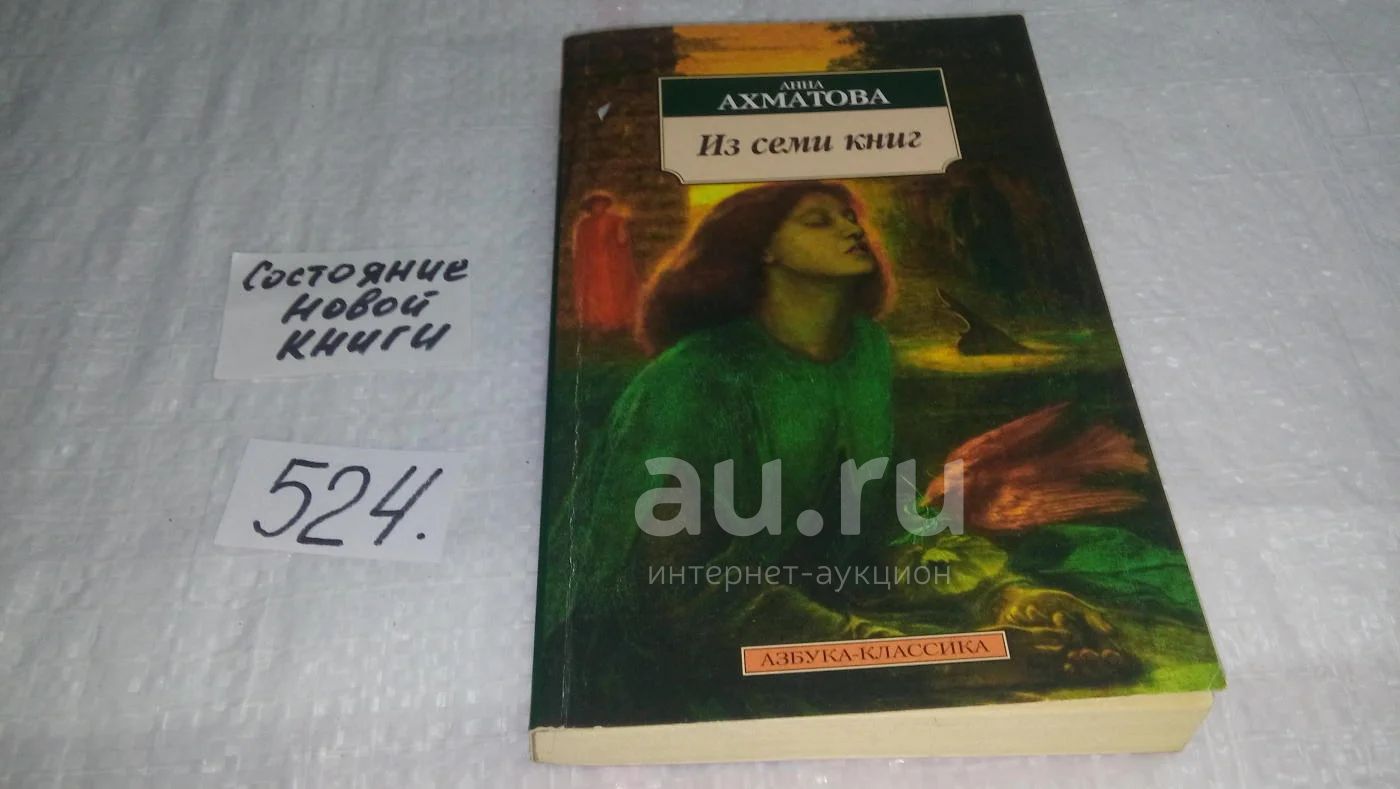 АННА
АХМАТОВА
Из семи книг
Состояние
новой
книги
524.
au.ru
интернет-аукцион
АЗБУКА-КЛАССИКА